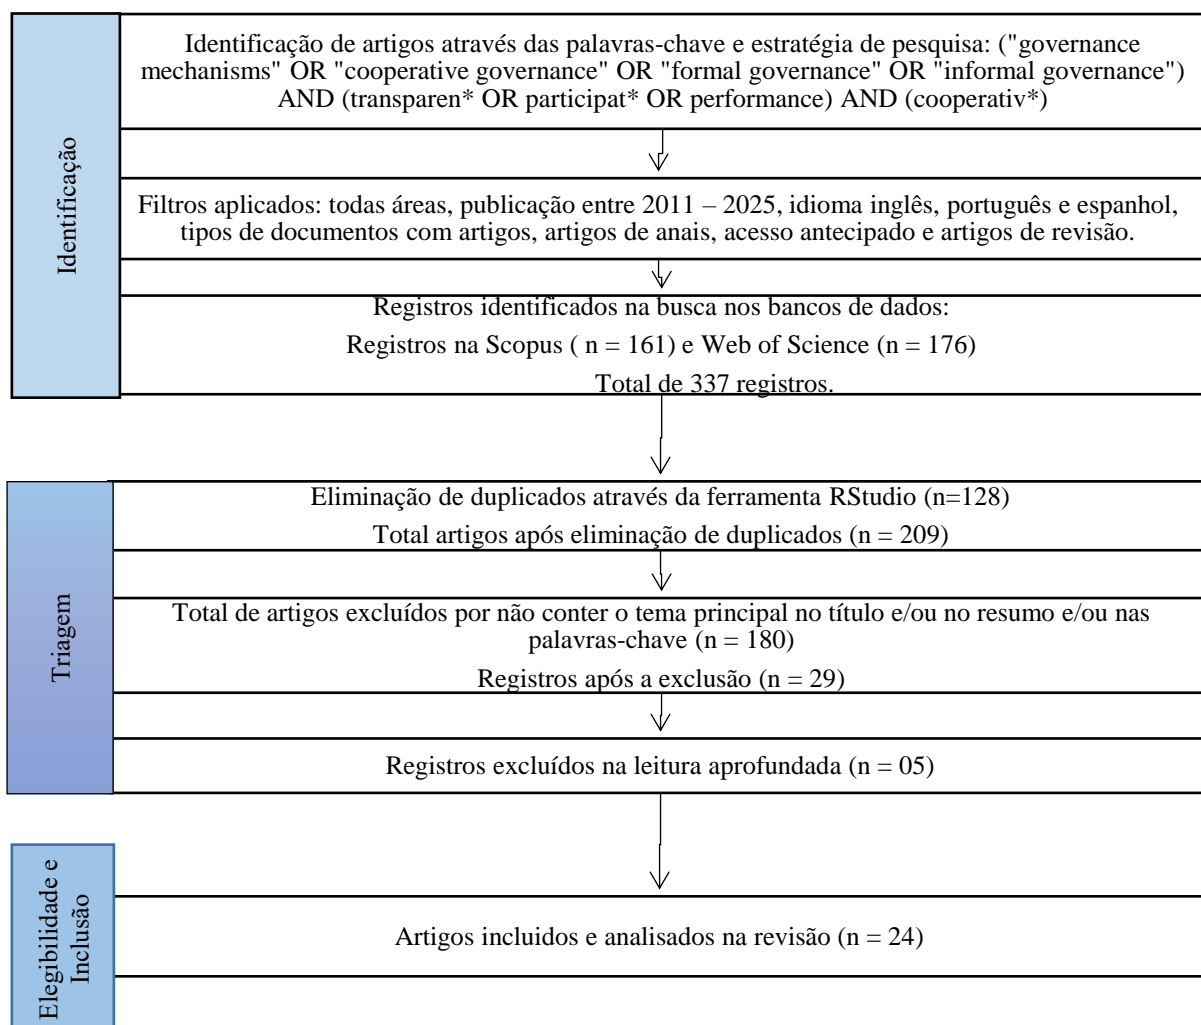 Identificação
Identificação de artigos através das palavras-chave e estratégia de pesquisa: ("governance
mechanisms" OR "cooperative governance" OR "formal governance" OR "informal governance")
AND (transparen* OR participat* OR performance) AND (cooperativ*)
Filtros aplicados: todas áreas, publicação entre 2011 – 2025, idioma inglês, português e espanhol,
tipos de documentos com artigos, artigos de anais, acesso antecipado e artigos de revisão.
Registros identificados na busca nos bancos de dados:
Registros na Scopus ( n = 161) e Web of Science (n = 176)
Total de 337 registros.
Triagem
Eliminação de duplicados através da ferramenta RStudio (n=128)
Total artigos após eliminação de duplicados (n = 209)
Total de artigos excluídos por não conter o tema principal no título e/ou no resumo e/ou nas
palavras-chave (n = 180)
Registros após a exclusão (n = 29)
Registros excluídos na leitura aprofundada (n = 05)
Elegibilidade e
Inclusão
Artigos incluidos e analisados na revisão (n = 24)